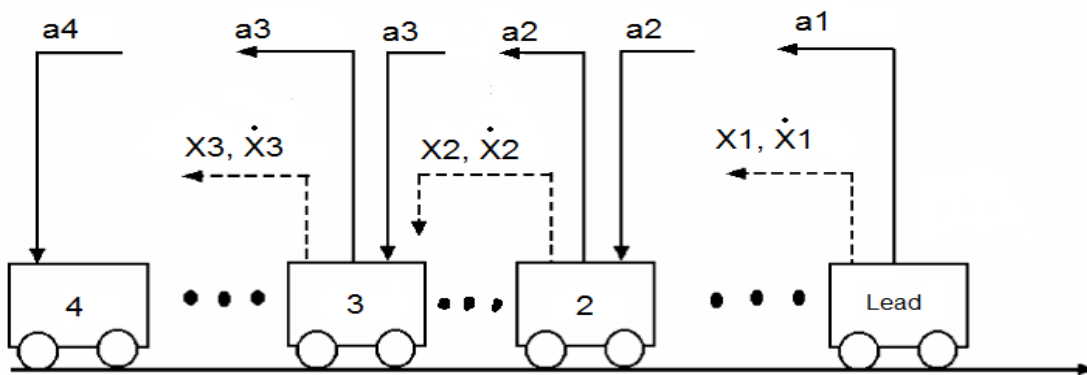 a4 a3 a3 a2 a2 a1
X3, Ẋ3 X2, Ẋ2 X1, Ẋ1
4 3 2 Lead